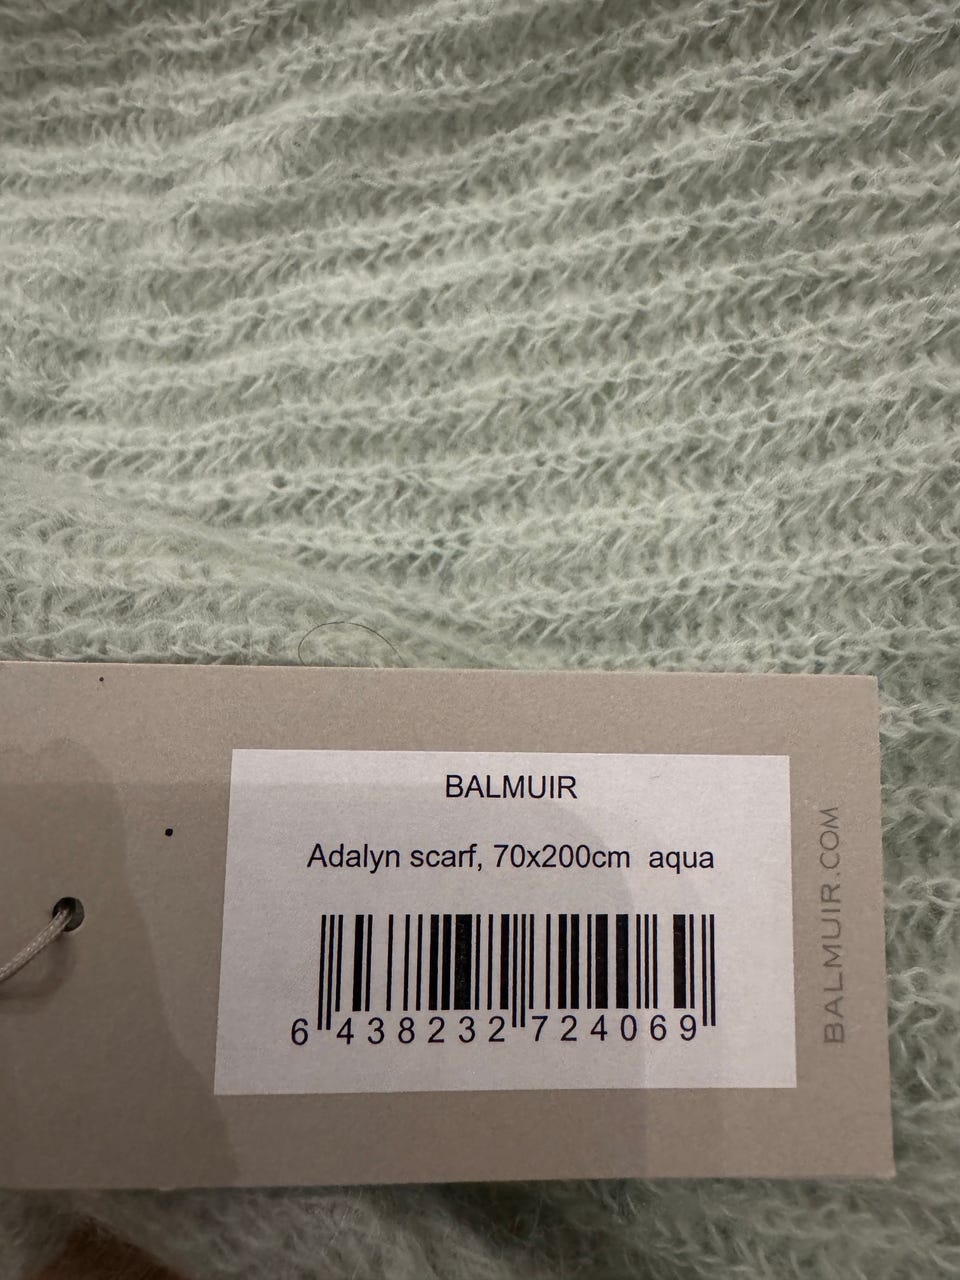 BALMUIR
Adalyn scarf, 70x200cm aqua
6 438232 724069
BALMUIR.COM